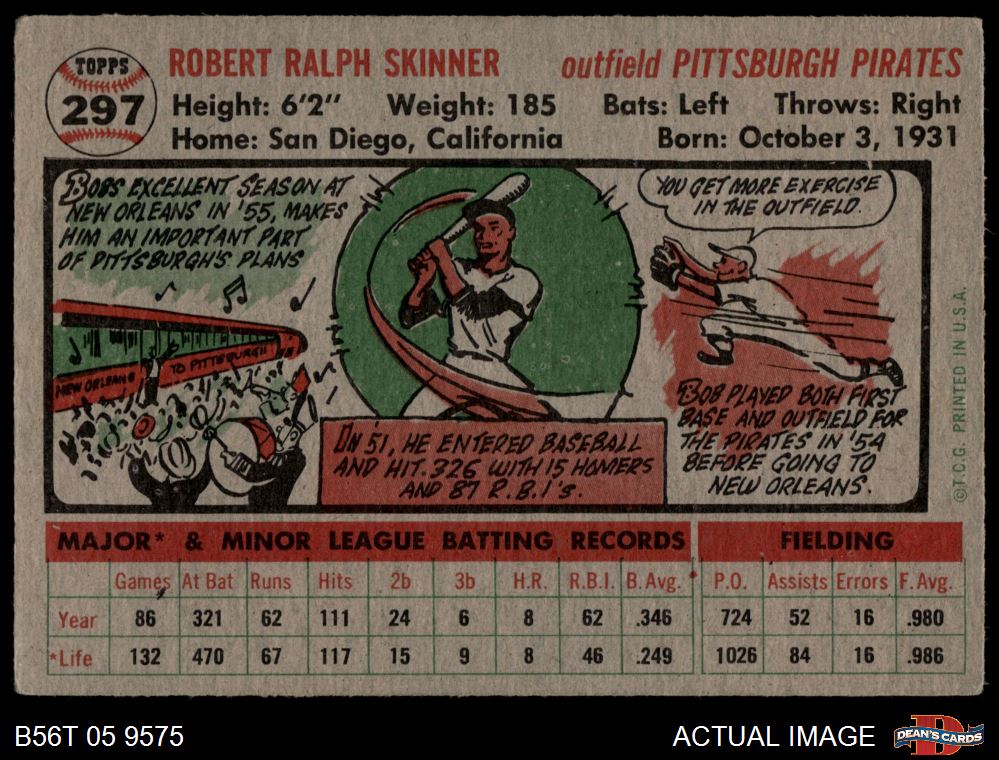 TOPPS
297
ROBERT RALPH SKINNER outfield PITTSBURGH PIRATES
Height: 6'2" Weight: 185 Bats: Left Throws: Right
Home: San Diego, California Born: October 3, 1931
BOBS EXCELLENT SEASON AT
NEW ORLEANS IN '55, MAKES
HIM AN IMPORTANT PART
OF PITTSBURGH'S PLANS
NEW ORLEANS TO PITTSBURGH
IN '51, HE ENTERED BASEBALL
AND HIT .326 WITH 15 HOMERS
AND 87 R.B.I's.
YOU GET MORE EXERCISE
IN THE OUTFIELD.
BOB PLAYED BOTH FIRST
BASE AND OUTFIELD FOR
THE PIRATES IN '54
BEFORE GOING TO
NEW ORLEANS.
©T.C.G. PRINTED IN U.S.A.
MAJOR* & MINOR LEAGUE BATTING RECORDS FIELDING
Games At Bat Runs Hits 2b 3b H.R. R.B.I. B.Avg. * P.O. Assists Errors F.Avg.
Year 86 321 62 111 24 6 8 62 .346 724 52 16 .980
*Life 132 470 67 117 15 9 8 46 .249 1026 84 16 .986
B56T 05 9575 ACTUAL IMAGE DEAN'S CARDS